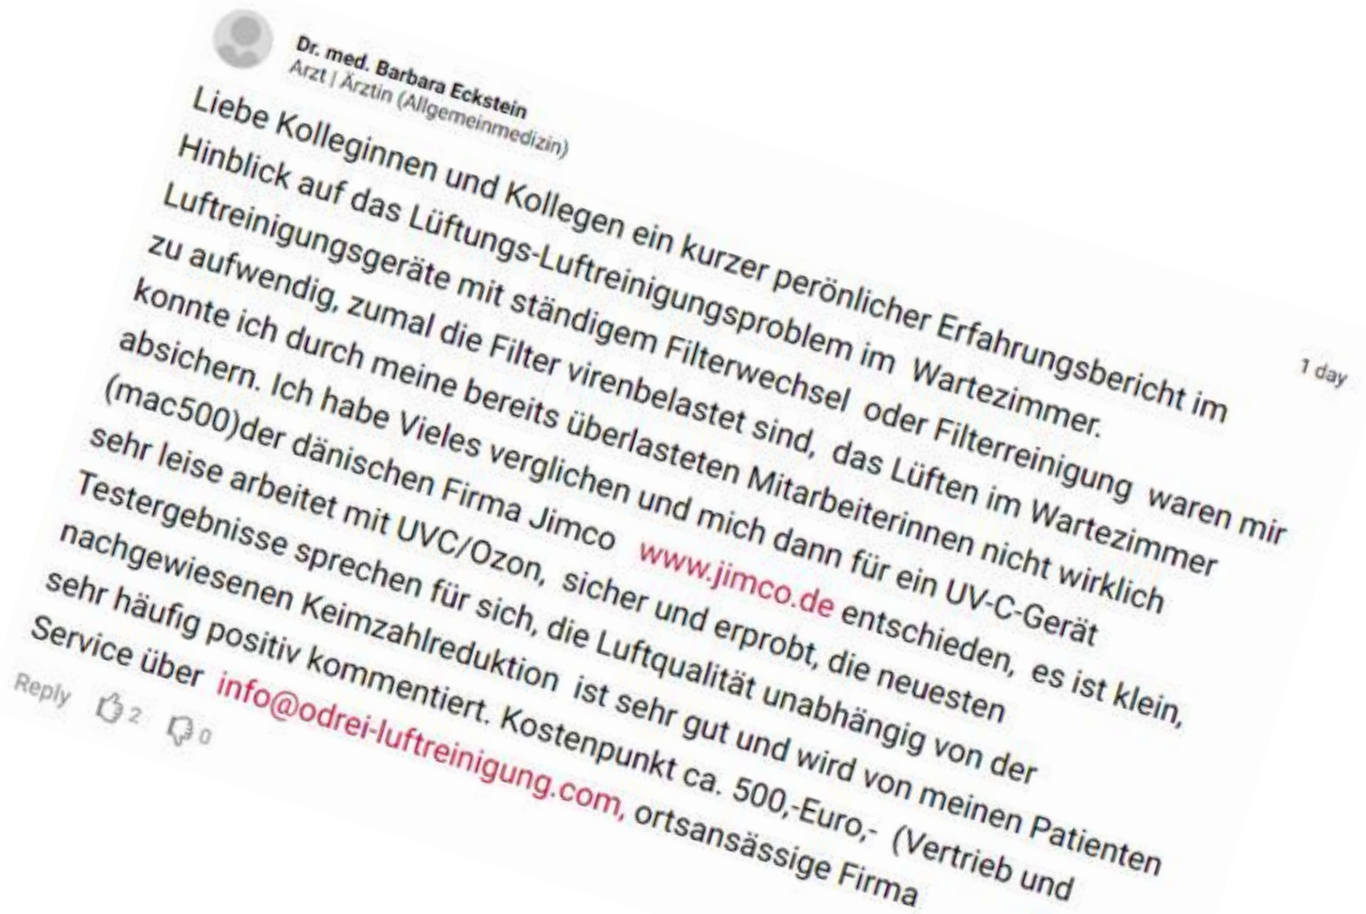 Dr. med. Barbara Eckstein
Arzt | Ärztin (Allgemeinmedizin)
1 day
Liebe Kolleginnen und Kollegen ein kurzer perönlicher Erfahrungsbericht im
Hinblick auf das Lüftungs-Luftreinigungsproblem im Wartezimmer.
Luftreinigungsgeräte mit ständigem Filterwechsel oder Filterreinigung waren mir
zu aufwendig, zumal die Filter virenbelastet sind, das Lüften im Wartezimmer
konnte ich durch meine bereits überlasteten Mitarbeiterinnen nicht wirklich
absichern. Ich habe Vieles verglichen und mich dann für ein UV-C-Gerät
(mac500)der dänischen Firma Jimco www.jimco.de entschieden, es ist klein,
sehr leise arbeitet mit UVC/Ozon, sicher und erprobt, die neuesten
Testergebnisse sprechen für sich, die Luftqualität unabhängig von der
nachgewiesenen Keimzahlreduktion ist sehr gut und wird von meinen Patienten
sehr häufig positiv kommentiert. Kostenpunkt ca. 500,-Euro,- (Vertrieb und
Service über info@odrei-luftreinigung.com, ortsansässige Firma
Reply 2 0